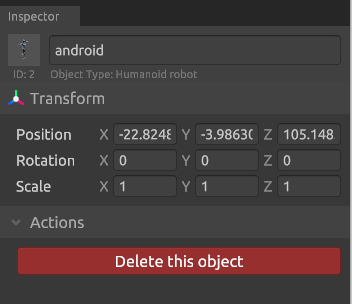 Inspector
android
ID: 2 Object Type: Humanoid robot
Transform
Position X -22.8248 Y -3.9863 Z 105.148
Rotation X 0 Y 0 Z 0
Scale X 1 Y 1 Z 1
Actions
Delete this object